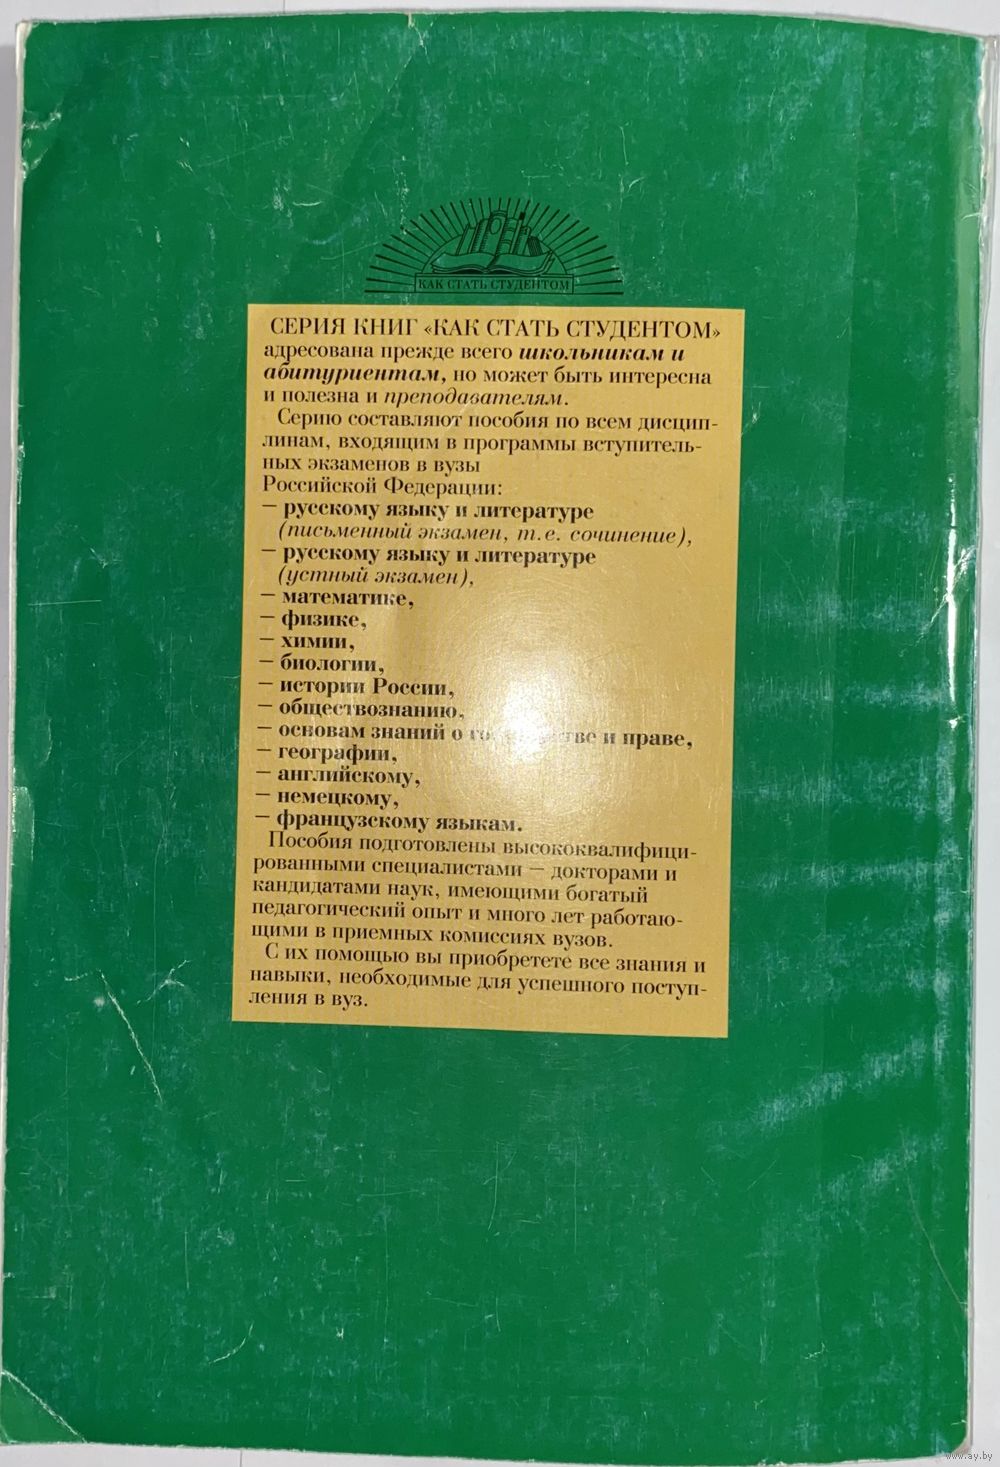 КАК СТАТЬ СТУДЕНТОМ
СЕРИЯ КНИГ «КАК СТАТЬ СТУДЕНТОМ»
адресована прежде всего школьникам и
абитуриентам, но может быть интересна
и полезна и преподавателям.
Серию составляют пособия по всем дисцип-
линам, входящим в программы вступитель-
ных экзаменов в вузы
Российской Федерации:
– русскому языку и литературе
(письменный экзамен, т.е. сочинение),
– русскому языку и литературе
(устный экзамен),
– математике,
– физике,
– химии,
– биологии,
– истории России,
– обществознанию,
– основам знаний о и праве,
– географии,
– английскому,
– немецкому,
– французскому языкам.
Пособия подготовлены высококвалифици-
рованными специалистами – докторами и
кандидатами наук, имеющими богатый
педагогический опыт и много лет работаю-
щими в приемных комиссиях вузов.
С их помощью вы приобретете все знания и
навыки, необходимые для успешного поступ-
ления в вуз.
www.ay.by